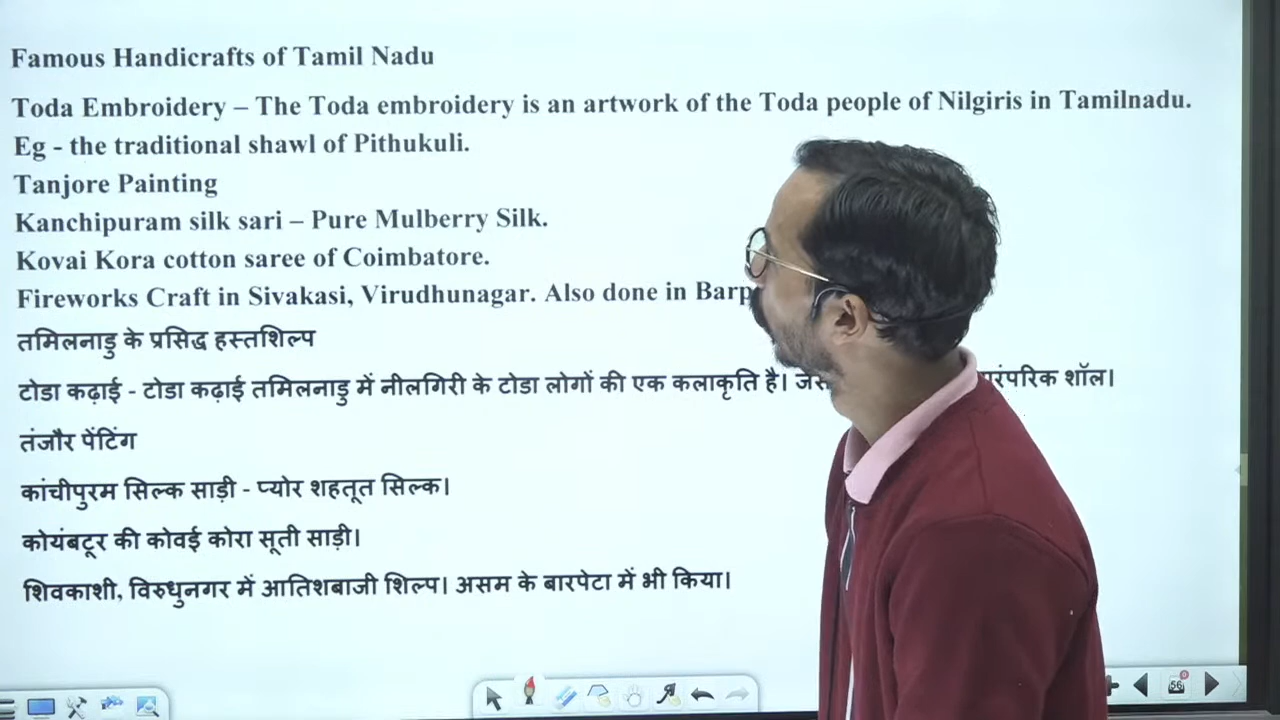 Famous Handicrafts of Tamil Nadu
Toda Embroidery – The Toda embroidery is an artwork of the Toda people of Nilgiris in Tamilnadu.
Eg - the traditional shawl of Pithukuli.
Tanjore Painting
Kanchipuram silk sari – Pure Mulberry Silk.
Kovai Kora cotton saree of Coimbatore.
Fireworks Craft in Sivakasi, Virudhunagar. Also done in
तमिलनाडु के प्रसिद्ध हस्तशिल्प
टोडा कढ़ाई - टोडा कढ़ाई तमिलनाडु में नीलगिरी के टोडा लोगों की एक कलाकृति है। शॉल।
तंजौर पेंटिंग
कांचीपुरम सिल्क साड़ी - प्योर शहतूत सिल्क।
कोयंबटूर की कोवई कोरा सूती साड़ी।
शिवकाशी, विरुधुनगर में आतिशबाजी शिल्प। असम के बारपेटा में भी किया।
56